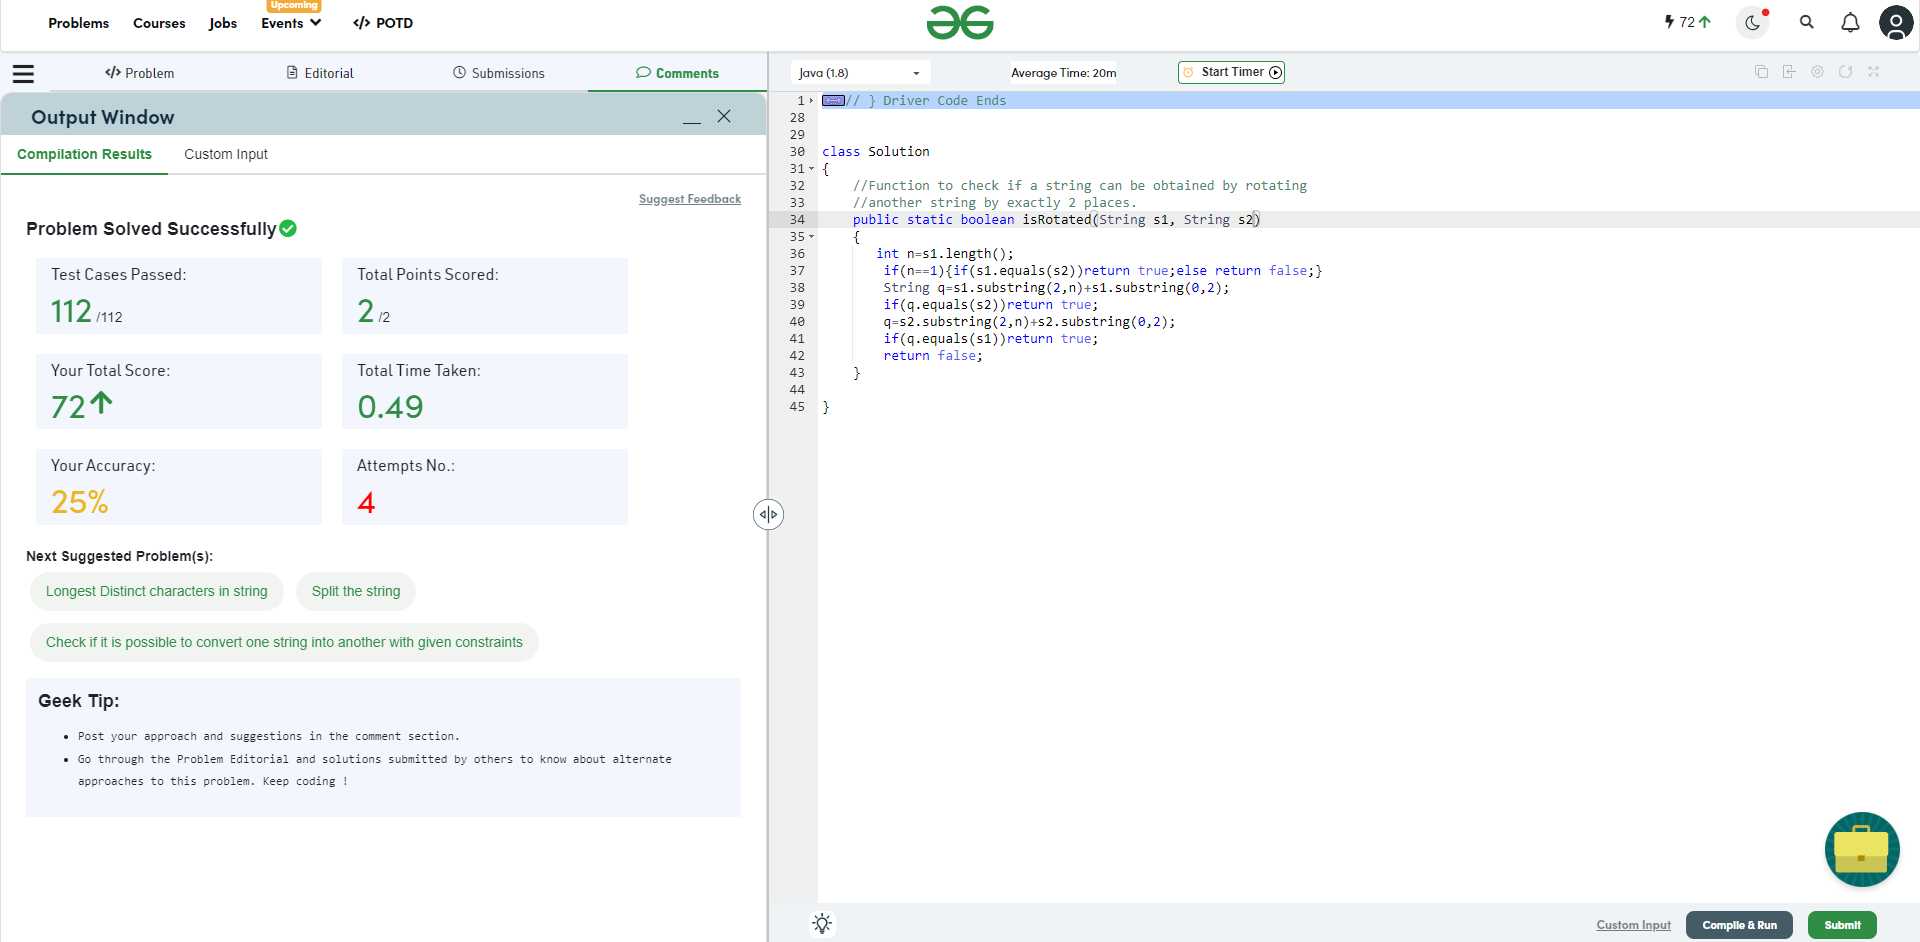 Problems Courses Jobs Upcoming Events </> POTD 72
</> Problem Editorial Submissions Comments
Output Window
Compilation Results Custom Input
Suggest Feedback
Problem Solved Successfully
Test Cases Passed: Total Points Scored:
112 /112 2 /2
Your Total Score: Total Time Taken:
72 0.49
Your Accuracy: Attempts No.:
25% 4
Next Suggested Problem(s):
Longest Distinct characters in string Split the string
Check if it is possible to convert one string into another with given constraints
Geek Tip:
Post your approach and suggestions in the comment section.
Go through the Problem Editorial and solutions submitted by others to know about alternate
approaches to this problem. Keep coding !
Java (1.8) Average Time: 20m Start Timer
1 // } Driver Code Ends
28
29
30 class Solution
31 {
32 //Function to check if a string can be obtained by rotating
33 //another string by exactly 2 places.
34 public static boolean isRotated(String s1, String s2)
35 {
36 int n=s1.length();
37 if(n==1){if(s1.equals(s2))return true;else return false;}
38 String q=s1.substring(2,n)+s1.substring(0,2);
39 if(q.equals(s2))return true;
40 q=s2.substring(2,n)+s2.substring(0,2);
41 if(q.equals(s1))return true;
42 return false;
43 }
44
45 }
Custom Input Compile & Run Submit